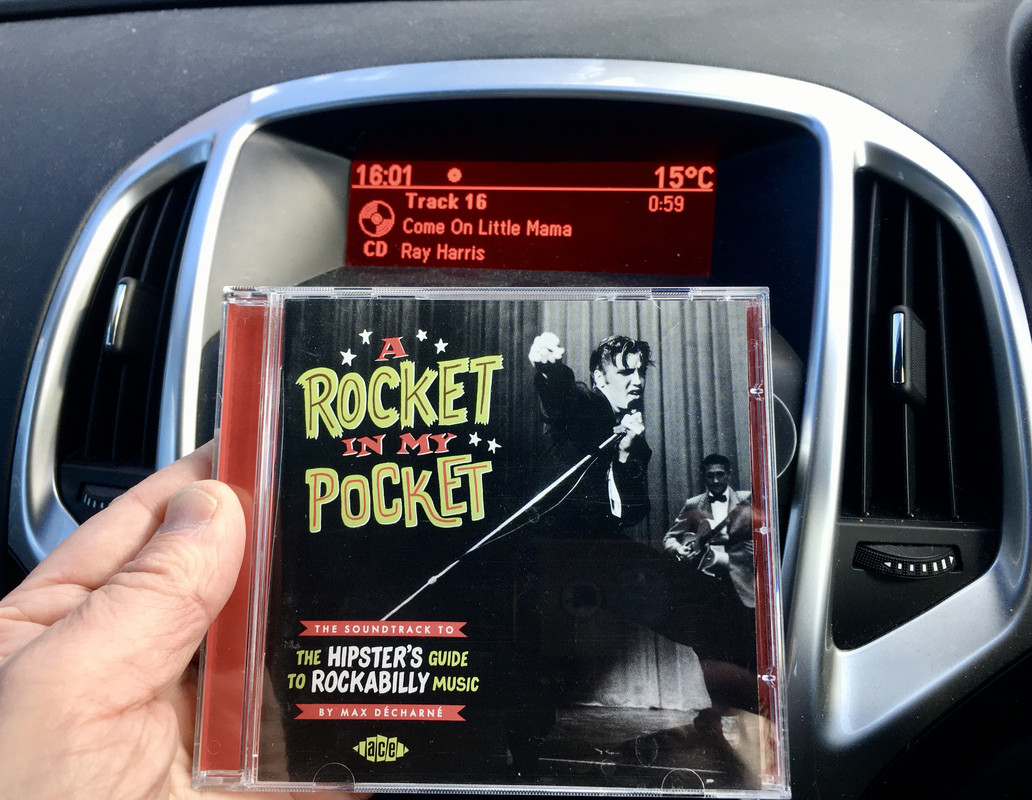 16:01 15°C
Track 16 0:59
Come On Little Mama
CD Ray Harris
A
ROCKET
IN MY
POCKET
THE SOUNDTRACK TO
THE HIPSTER'S GUIDE
TO ROCKABILLY MUSIC
BY MAX DÉCHARNÉ
ace